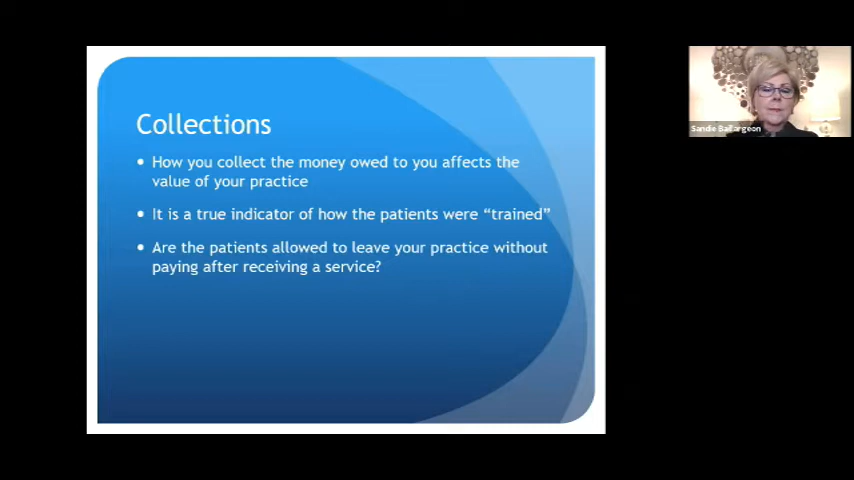 Collections
• How you collect the money owed to you affects the
value of your practice
• It is a true indicator of how the patients were “trained”
• Are the patients allowed to leave your practice without
paying after receiving a service?
Sandie Baillargeon